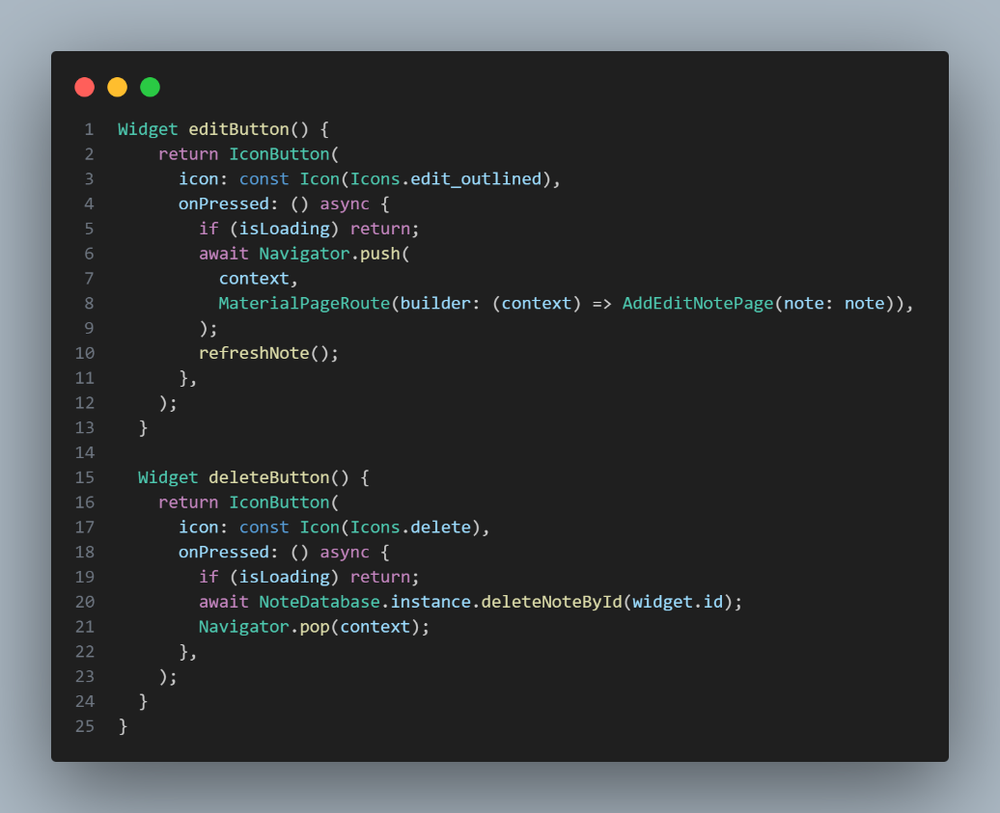 1 Widget editButton() {
2     return IconButton(
3       icon: const Icon(Icons.edit_outlined),
4       onPressed: () async {
5         if (isLoading) return;
6         await Navigator.push(
7           context,
8           MaterialPageRoute(builder: (context) => AddEditNotePage(note: note)),
9         );
10         refreshNote();
11       },
12     );
13   }
14
15   Widget deleteButton() {
16     return IconButton(
17       icon: const Icon(Icons.delete),
18       onPressed: () async {
19         if (isLoading) return;
20         await NoteDatabase.instance.deleteNoteById(widget.id);
21         Navigator.pop(context);
22       },
23     );
24   }
25 }